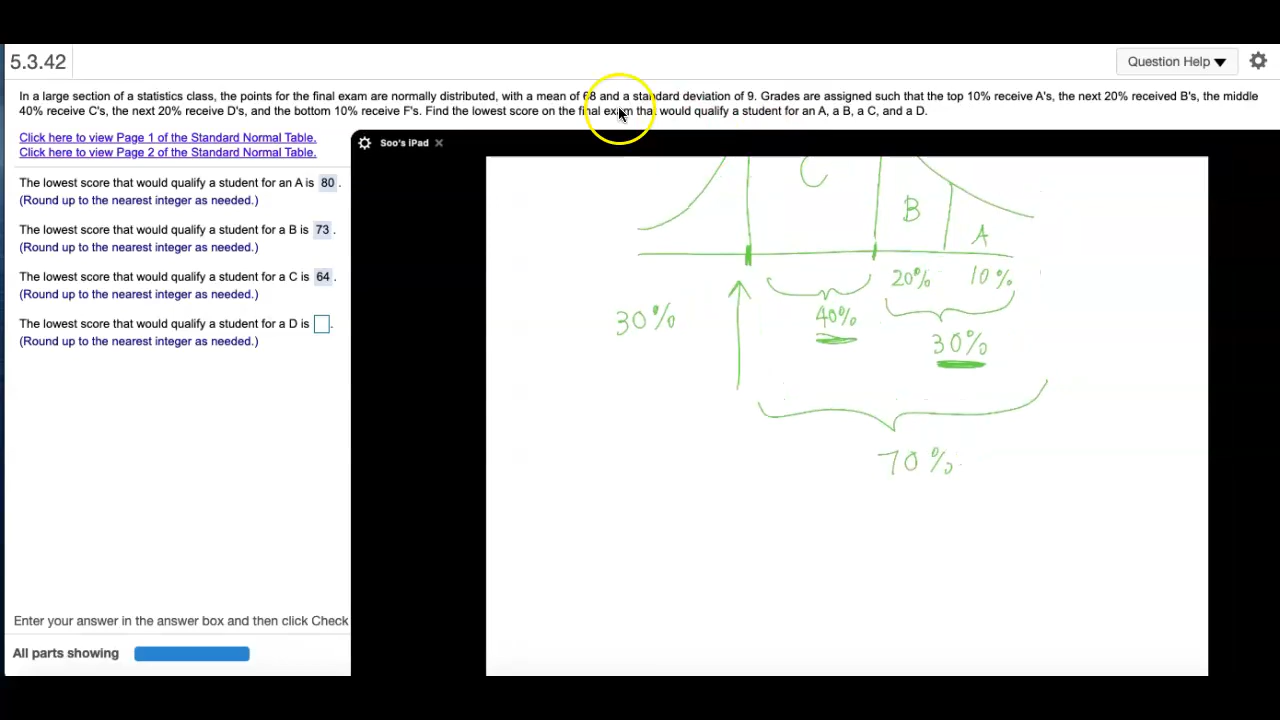 5.3.42
Question Help ▼
In a large section of a statistics class, the points for the final exam are normally distributed, with a mean of 68 and a standard deviation of 9. Grades are assigned such that the top 10% receive A's, the next 20% received B's, the middle
40% receive C's, the next 20% receive D's, and the bottom 10% receive F's. Find the lowest score on the final exam that would qualify a student for an A, a B, a C, and a D.
Click here to view Page 1 of the Standard Normal Table.
Click here to view Page 2 of the Standard Normal Table.
Soo's iPad
The lowest score that would qualify a student for an A is 80.
(Round up to the nearest integer as needed.)
The lowest score that would qualify a student for a B is 73.
(Round up to the nearest integer as needed.)
The lowest score that would qualify a student for a C is 64.
(Round up to the nearest integer as needed.)
The lowest score that would qualify a student for a D is .
(Round up to the nearest integer as needed.)
C
B
A
20% 10%
30% 40% 30%
70%
Enter your answer in the answer box and then click Check
All parts showing